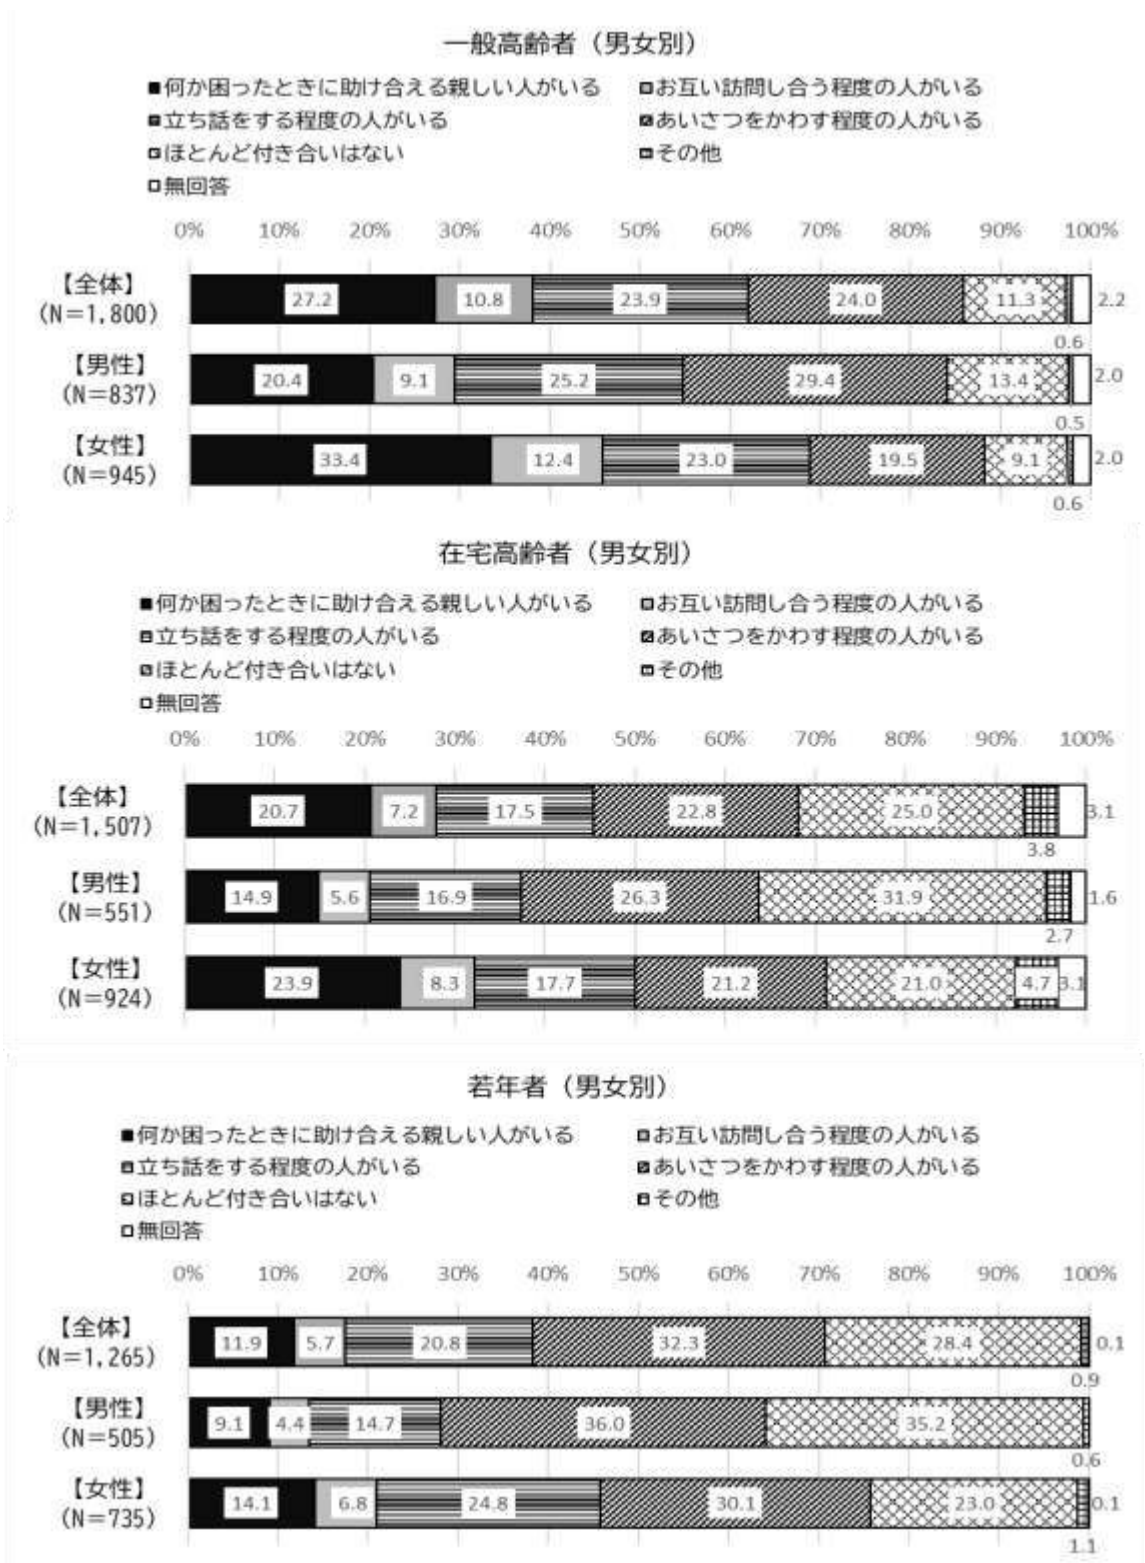 一般高齢者（男女別）
■何か困ったときに助け合える親しい人がいる　□お互い訪問し合う程度の人がいる
立ち話をする程度の人がいる　あいさつをかわす程度の人がいる
ほとんど付き合いはない　その他
□無回答
0% 10% 20% 30% 40% 50% 60% 70% 80% 90% 100%
【全体】
(N＝1,800)
27.2 10.8 23.9 24.0 11.3 2.2
0.6
【男性】
(N＝837)
20.4 9.1 25.2 29.4 13.4 2.0
0.5
【女性】
(N＝945)
33.4 12.4 23.0 19.5 9.1 2.0
0.6
在宅高齢者（男女別）
■何か困ったときに助け合える親しい人がいる　□お互い訪問し合う程度の人がいる
立ち話をする程度の人がいる　あいさつをかわす程度の人がいる
ほとんど付き合いはない　その他
□無回答
0% 10% 20% 30% 40% 50% 60% 70% 80% 90% 100%
【全体】
(N＝1,507)
20.7 7.2 17.5 22.8 25.0 3.1
3.8
【男性】
(N＝551)
14.9 5.6 16.9 26.3 31.9 1.6
2.7
【女性】
(N＝924)
23.9 8.3 17.7 21.2 21.0 4.7 3.1
若年者（男女別）
■何か困ったときに助け合える親しい人がいる　□お互い訪問し合う程度の人がいる
立ち話をする程度の人がいる　あいさつをかわす程度の人がいる
ほとんど付き合いはない　その他
□無回答
0% 10% 20% 30% 40% 50% 60% 70% 80% 90% 100%
【全体】
(N＝1,265)
11.9 5.7 20.8 32.3 28.4 0.1
0.9
【男性】
(N＝505)
9.1 4.4 14.7 36.0 35.2
0.6
【女性】
(N＝735)
14.1 6.8 24.8 30.1 23.0 0.1
1.1